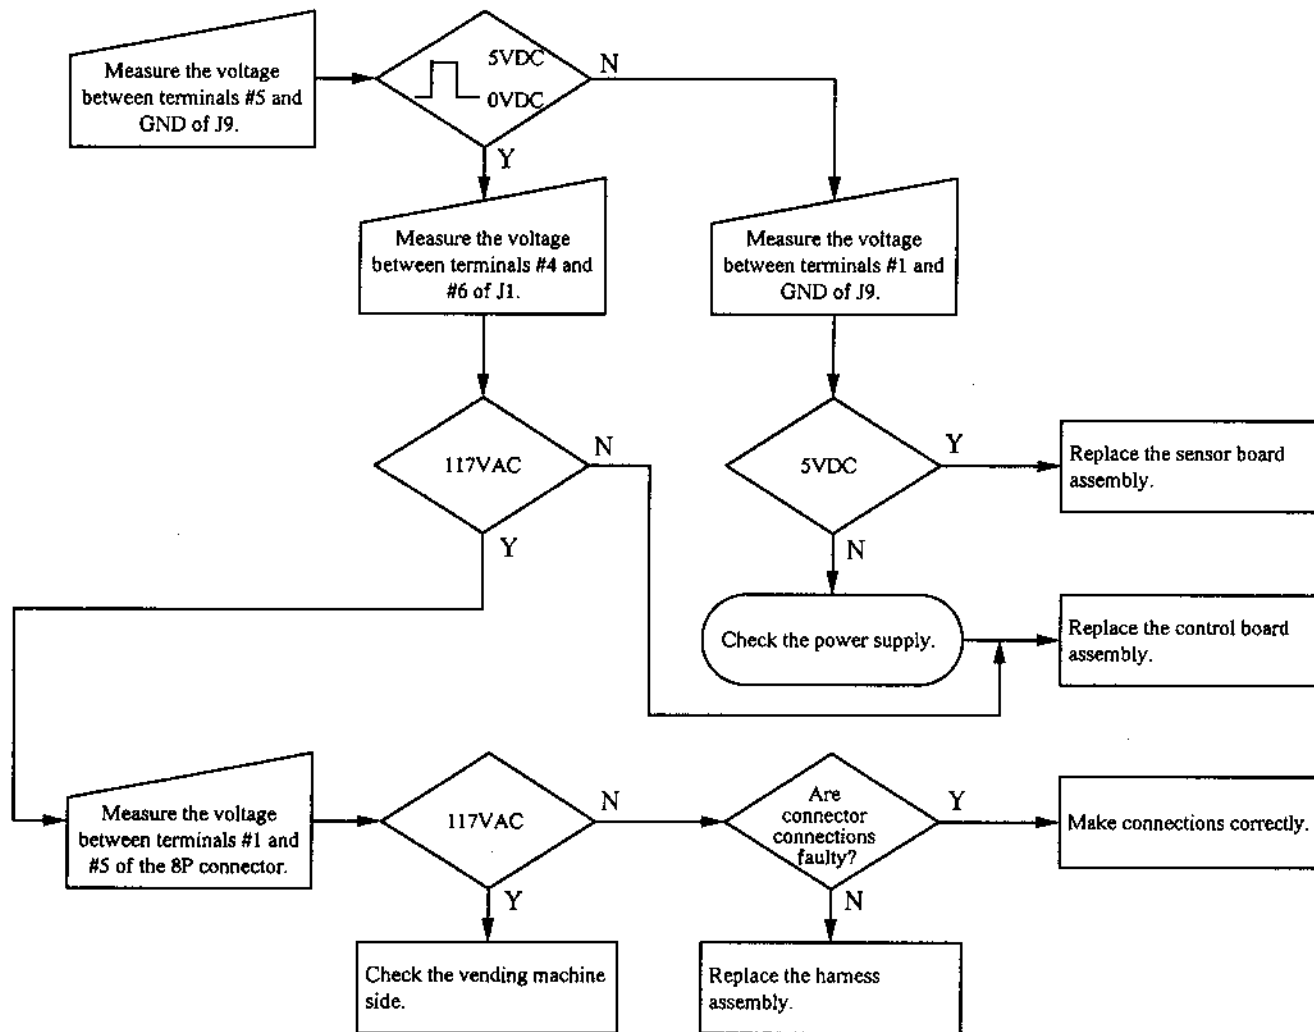 Measure the voltage
between terminals #5 and
GND of J9.
5VDC
0VDC
N
Y
Measure the voltage
between terminals #4 and
#6 of J1.
Measure the voltage
between terminals #1 and
GND of J9.
117VAC
N
Y
5VDC
Y
N
Replace the sensor board
assembly.
Check the power supply.
Replace the control board
assembly.
Measure the voltage
between terminals #1 and
#5 of the 8P connector.
117VAC
N
Y
Are
connector
connections
faulty?
Y
N
Make connections correctly.
Check the vending machine
side.
Replace the harness
assembly.